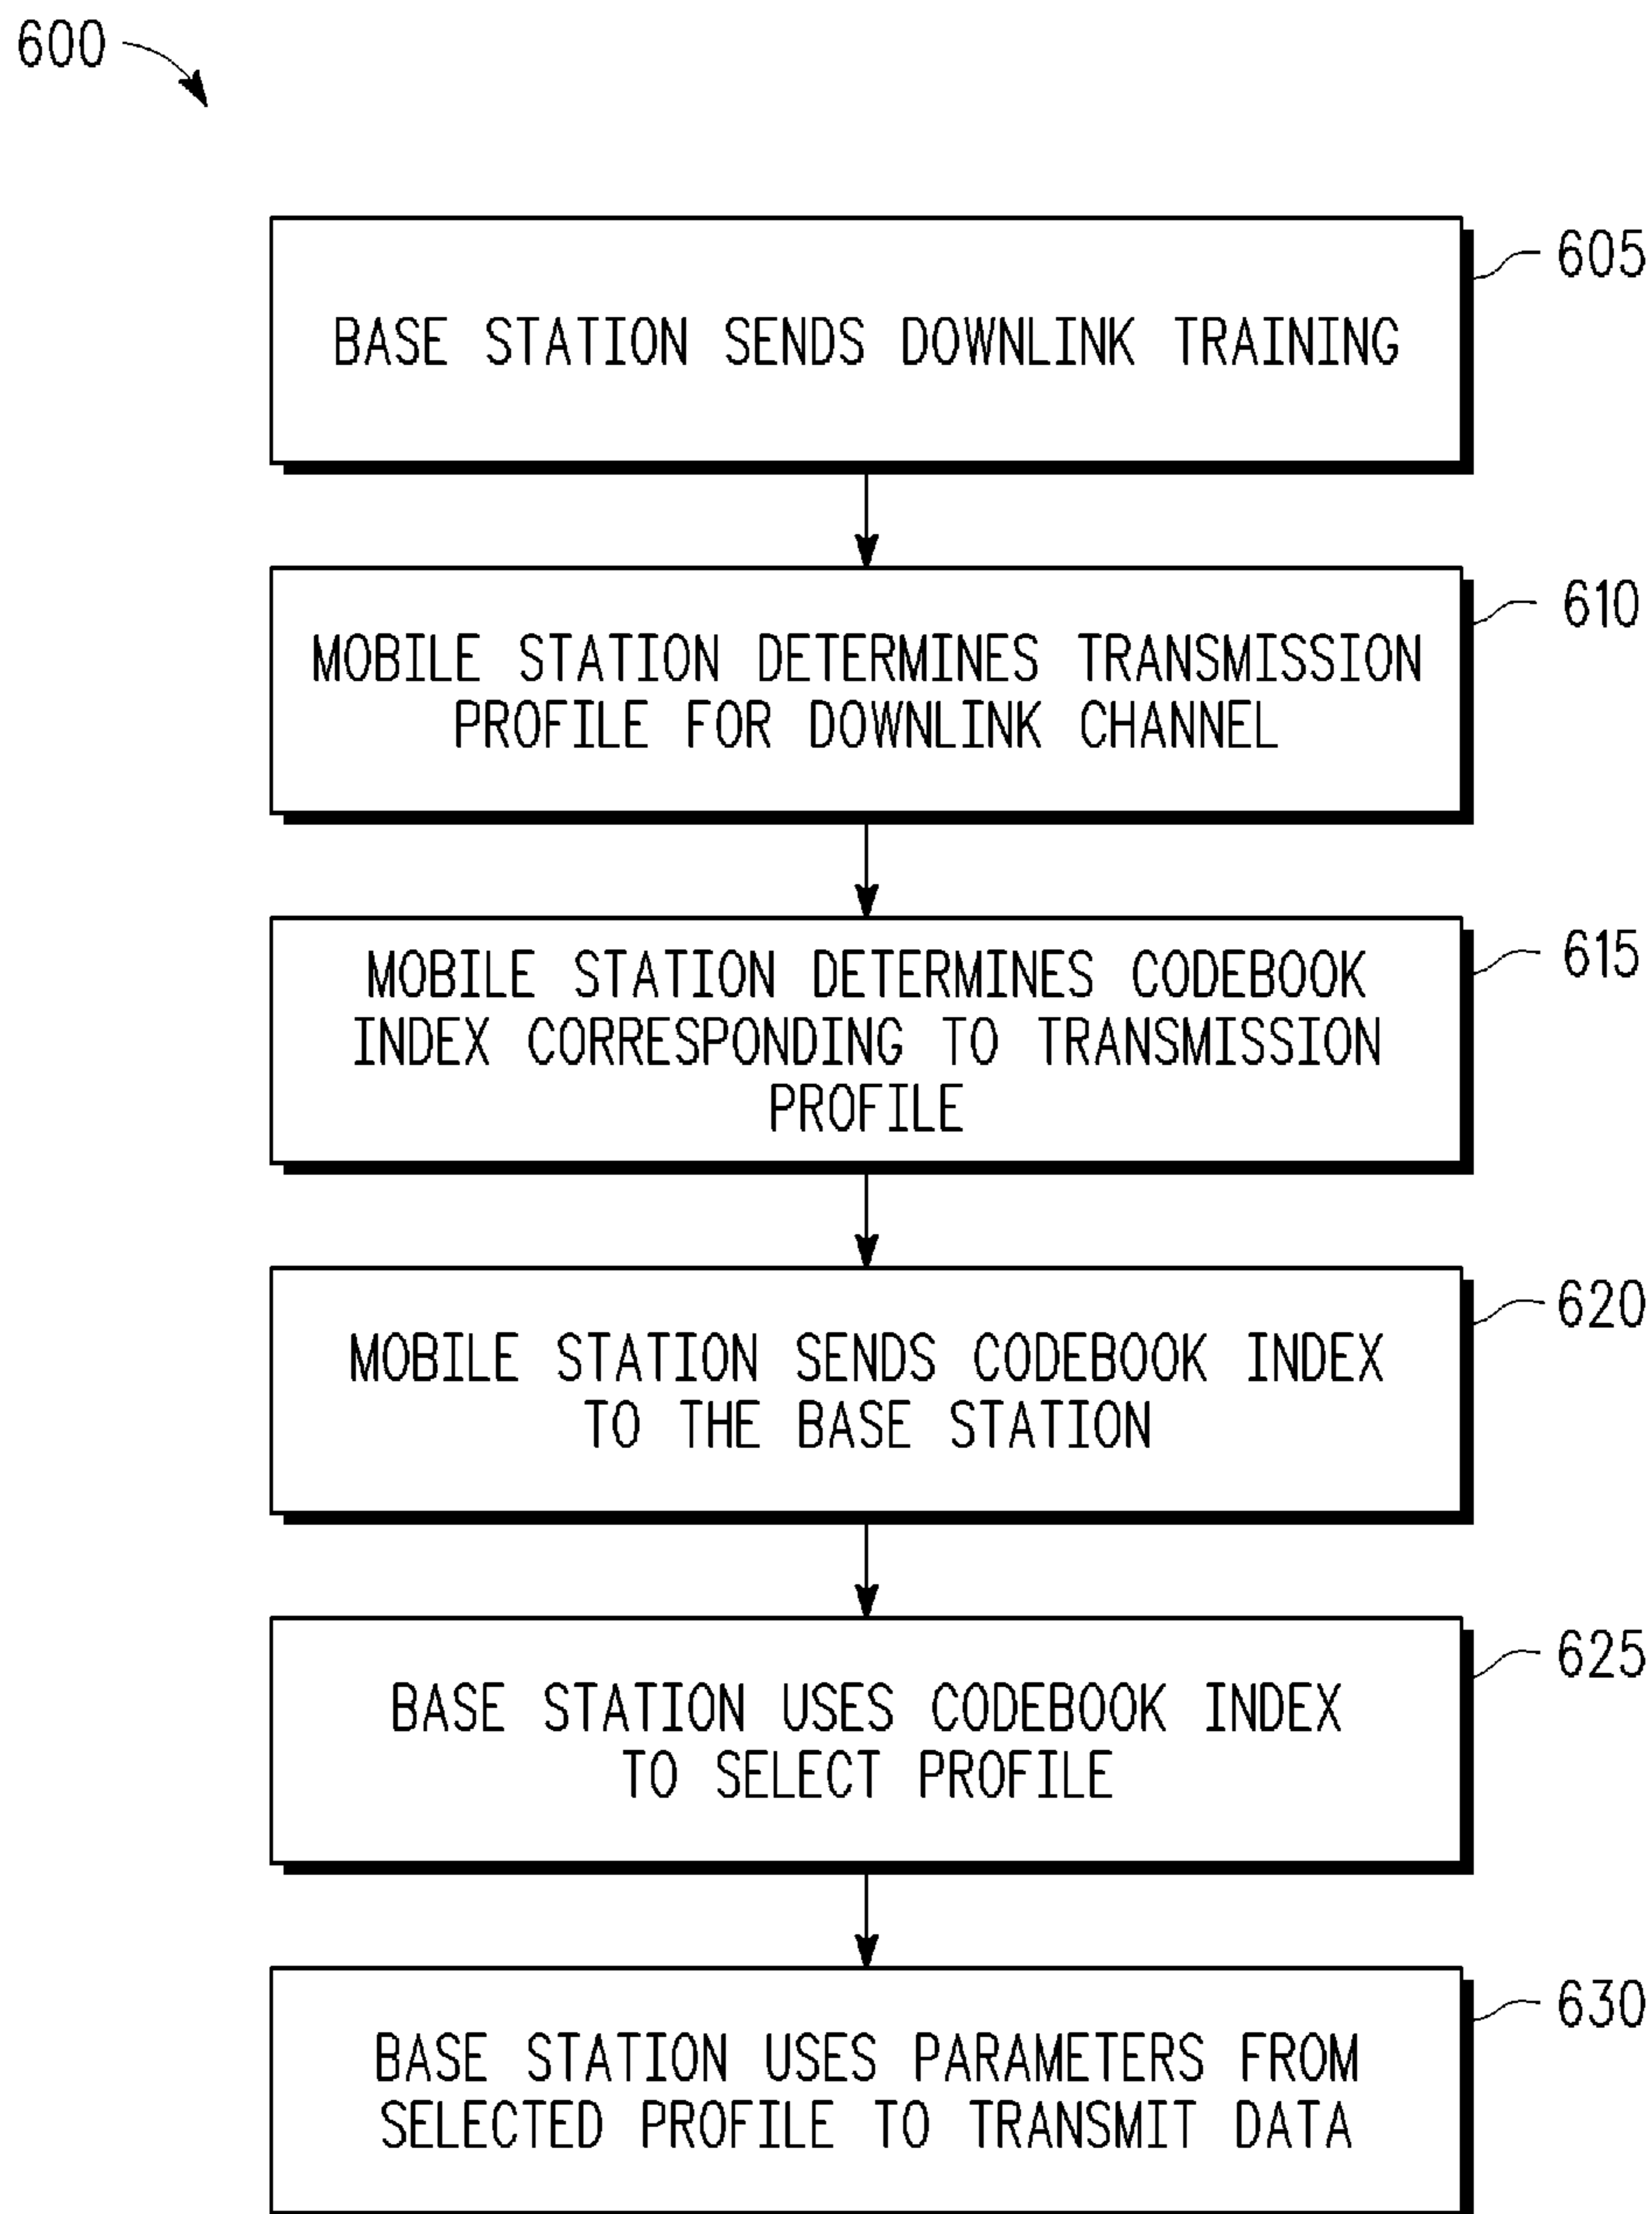 600
BASE STATION SENDS DOWNLINK TRAINING
605
MOBILE STATION DETERMINES TRANSMISSION
PROFILE FOR DOWNLINK CHANNEL
610
MOBILE STATION DETERMINES CODEBOOK
INDEX CORRESPONDING TO TRANSMISSION
PROFILE
615
MOBILE STATION SENDS CODEBOOK INDEX
TO THE BASE STATION
620
BASE STATION USES CODEBOOK INDEX
TO SELECT PROFILE
625
BASE STATION USES PARAMETERS FROM
SELECTED PROFILE TO TRANSMIT DATA
630